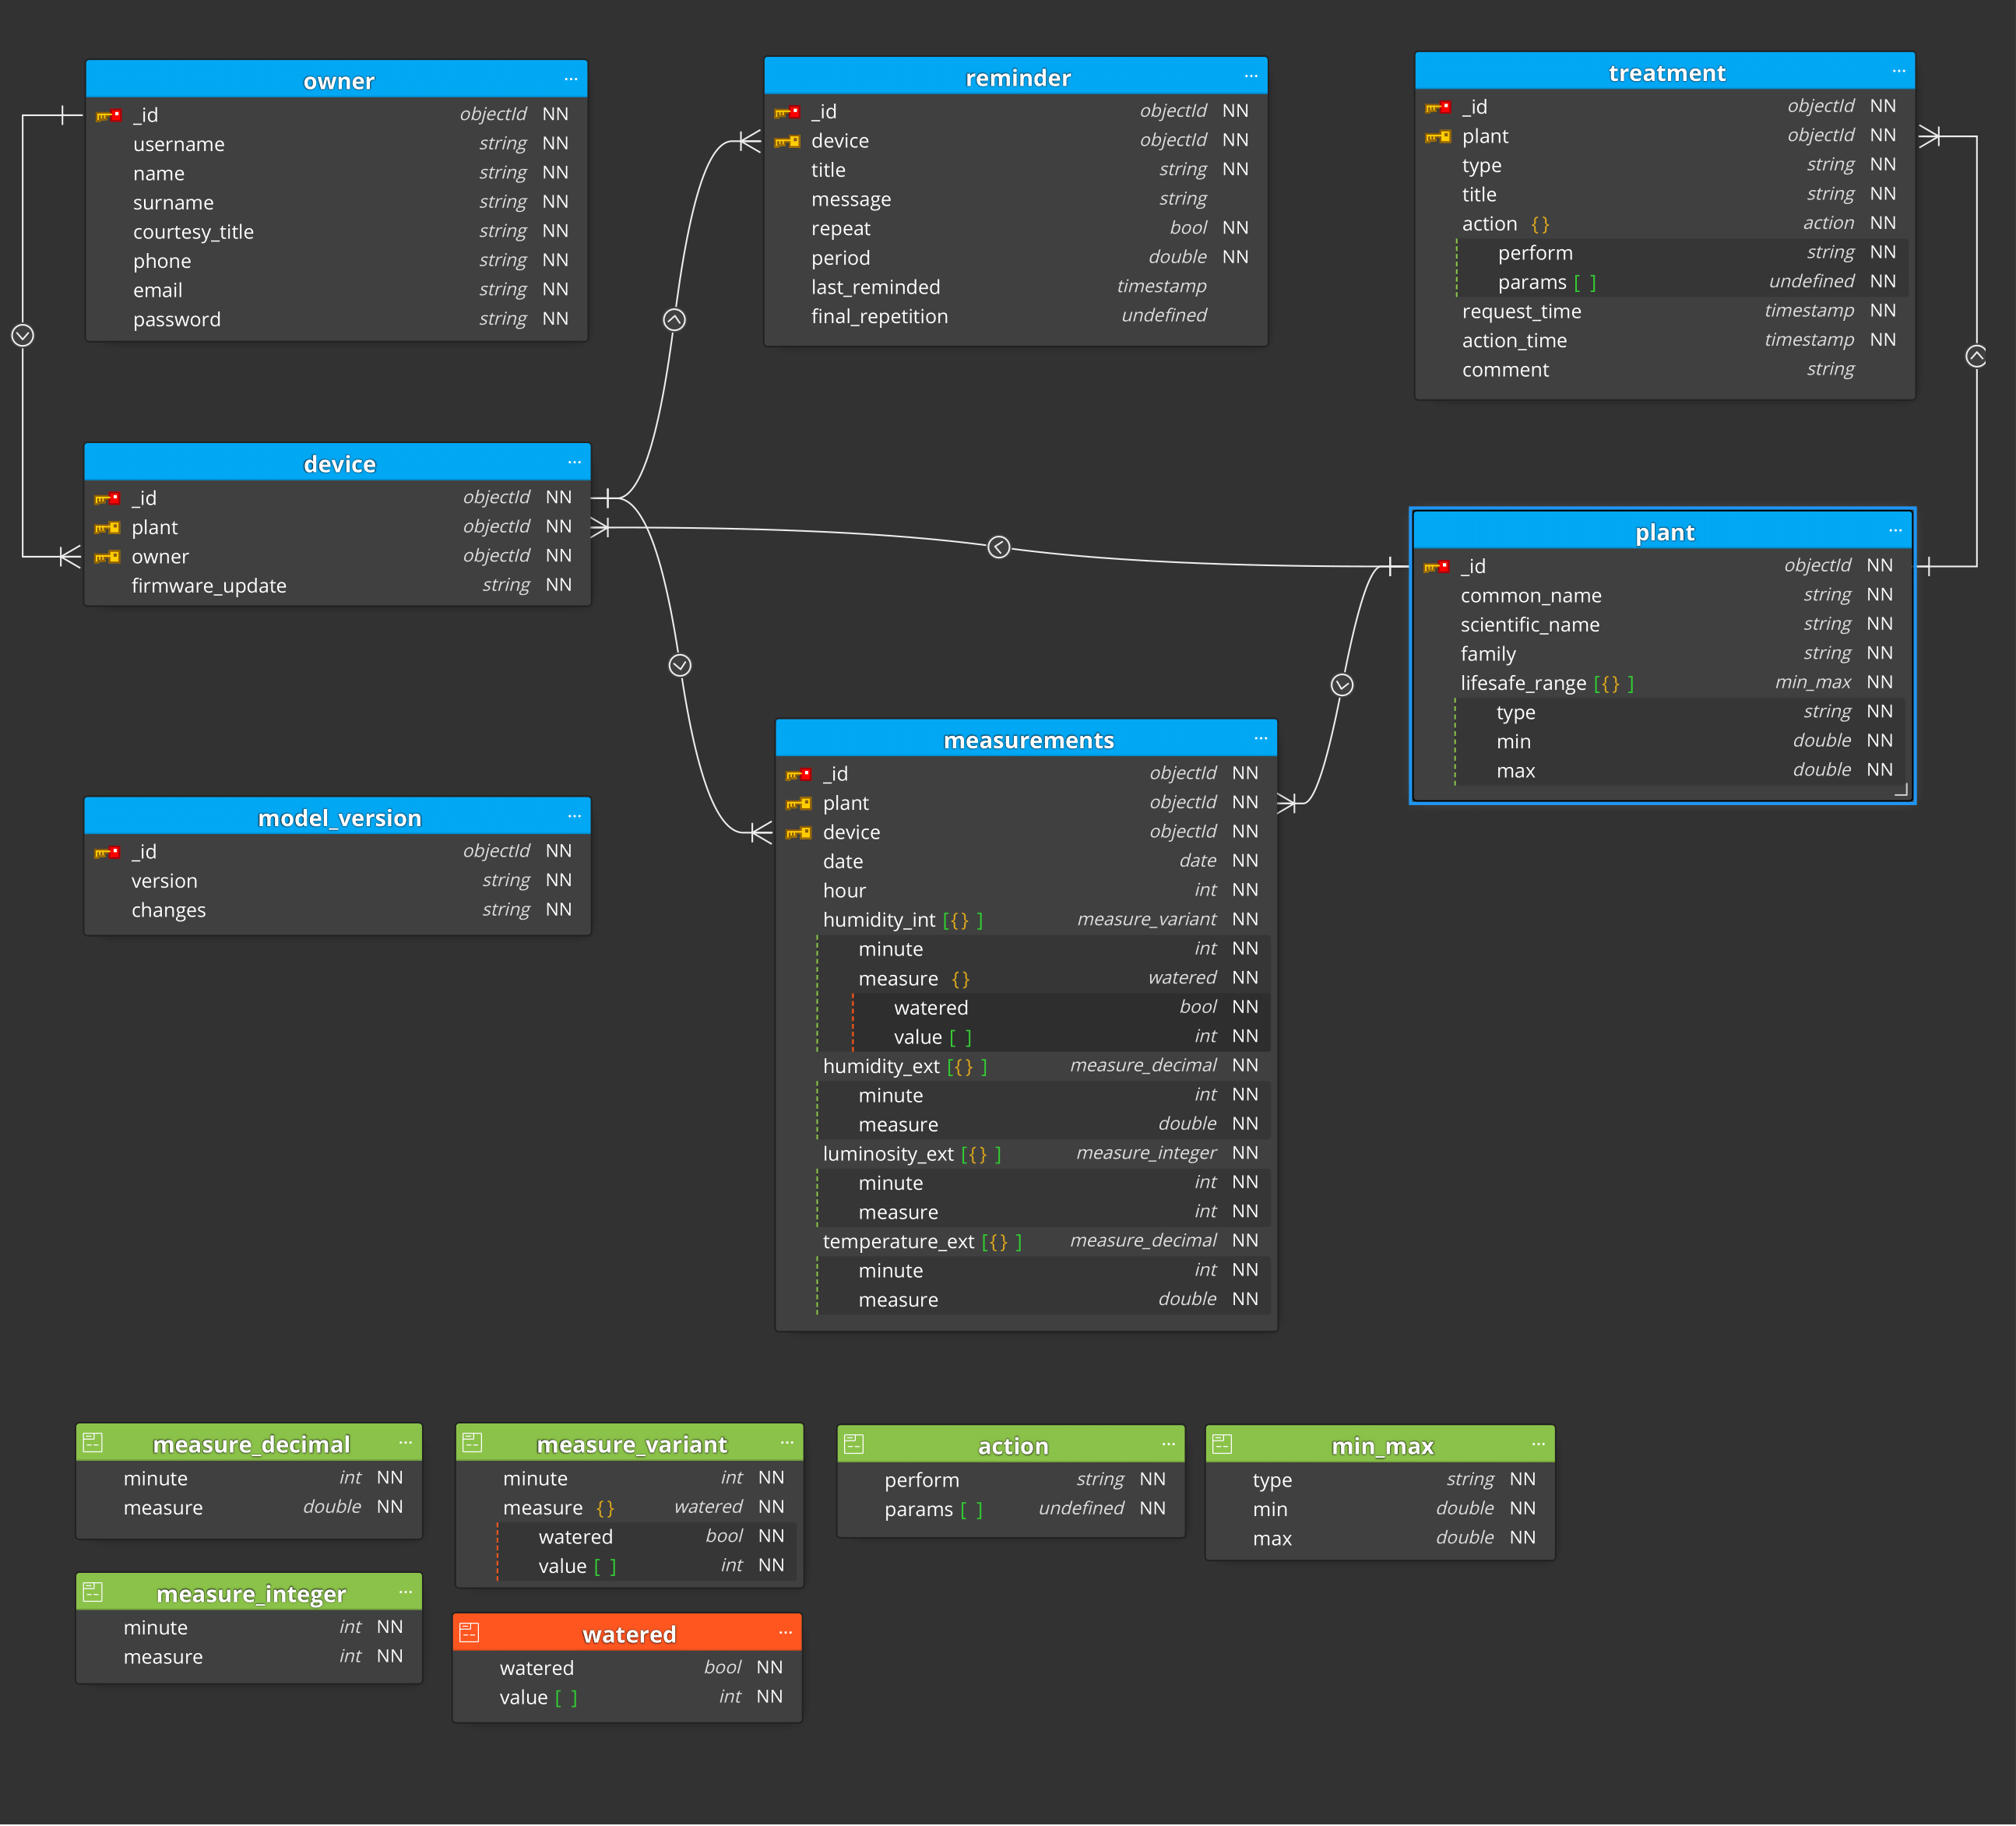 owner ...
_id objectId NN
username string NN
name string NN
surname string NN
courtesy_title string NN
phone string NN
email string NN
password string NN
reminder ...
_id objectId NN
device objectId NN
title string NN
message string
repeat bool NN
period double NN
last_reminded timestamp
final_repetition undefined
treatment ...
_id objectId NN
plant objectId NN
type string NN
title string NN
action {} action NN
perform string NN
params [ ] undefined NN
request_time timestamp NN
action_time timestamp NN
comment string
device ...
_id objectId NN
plant objectId NN
owner objectId NN
firmware_update string NN
plant ...
_id objectId NN
common_name string NN
scientific_name string NN
family string NN
lifesafe_range [{} ] min_max NN
type string NN
min double NN
max double NN
model_version ...
_id objectId NN
version string NN
changes string NN
measurements ...
_id objectId NN
plant objectId NN
device objectId NN
date date NN
hour int NN
humidity_int [{} ] measure_variant NN
minute int NN
measure {} watered NN
watered bool NN
value [ ] int NN
humidity_ext [{} ] measure_decimal NN
minute int NN
measure double NN
luminosity_ext [{} ] measure_integer NN
minute int NN
measure int NN
temperature_ext [{} ] measure_decimal NN
minute int NN
measure double NN
measure_decimal ...
minute int NN
measure double NN
measure_variant ...
minute int NN
measure {} watered NN
watered bool NN
value [ ] int NN
action ...
perform string NN
params [ ] undefined NN
min_max ...
type string NN
min double NN
max double NN
measure_integer ...
minute int NN
measure int NN
watered ...
watered bool NN
value [ ] int NN